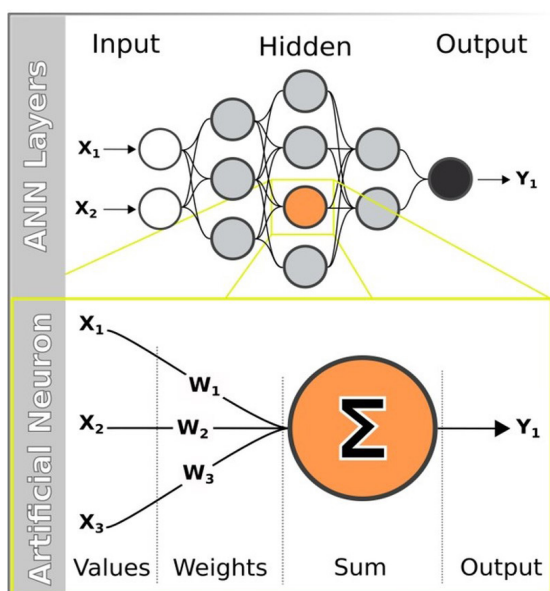 ANN Layers
Input
Hidden
Output
X₁
Y₁
X₂
Artificial Neuron
X₁
W₁
X₂
W₂
Σ
Y₁
W₃
X₃
Values
Weights
Sum
Output